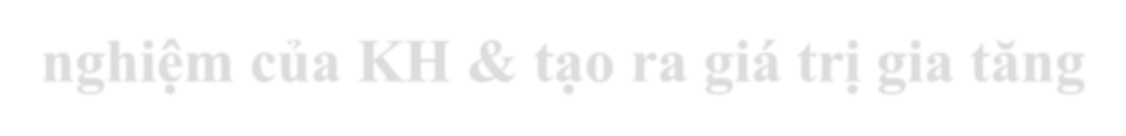 nghiệm của KH & tạo ra giá trị gia tăng